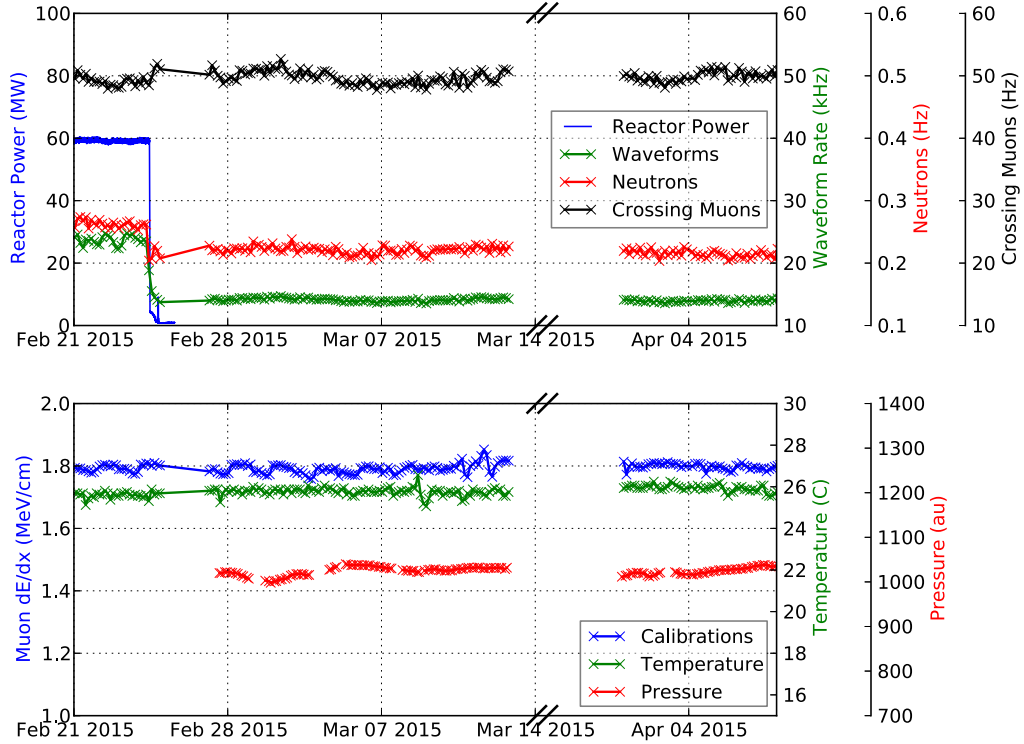 100
80
60
40
20
0
Reactor Power (MW)
60
50
40
30
20
10
Waveform Rate (kHz)
0.6
0.5
0.4
0.3
0.2
0.1
Neutrons (Hz)
60
50
40
30
20
10
Crossing Muons (Hz)
Reactor Power
Waveforms
Neutrons
Crossing Muons
Feb 21 2015
Feb 28 2015
Mar 07 2015
Mar 14 2015
Apr 04 2015
2.0
1.8
1.6
1.4
1.2
1.0
Muon dE/dx (MeV/cm)
30
28
26
24
22
20
18
16
Temperature (C)
1400
1300
1200
1100
1000
900
800
700
Pressure (au)
Calibrations
Temperature
Pressure
Feb 21 2015
Feb 28 2015
Mar 07 2015
Mar 14 2015
Apr 04 2015